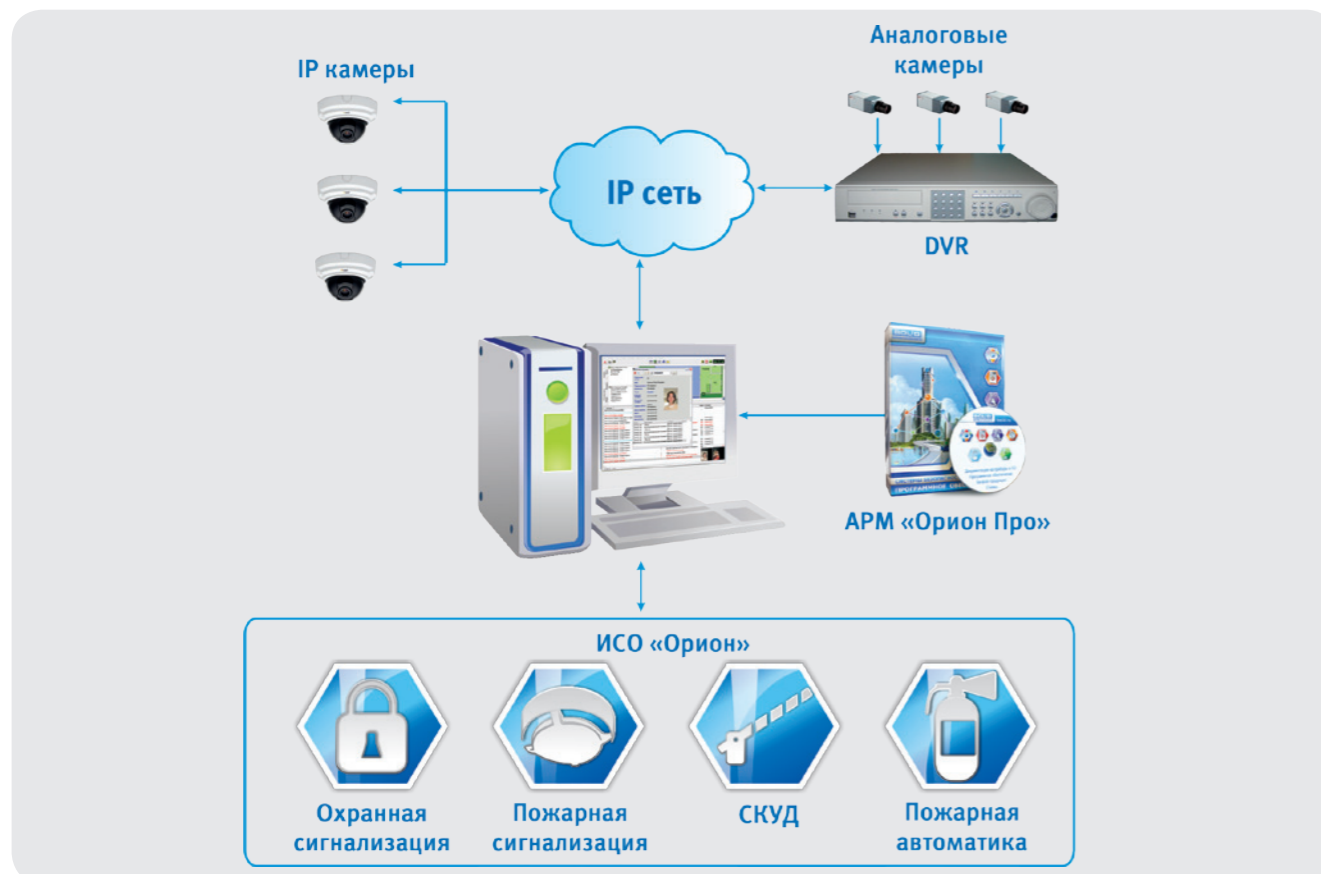 Аналоговые
камеры
IP камеры
IP сеть
DVR
АРМ «Орион Про»
ИСО «Орион»
Охранная
сигнализация
Пожарная
сигнализация
СКУД
Пожарная
автоматика